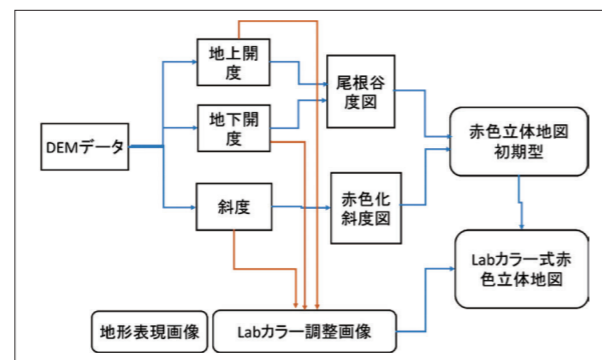 地上開
度
尾根谷
度図
地下開
度
DEMデータ
赤色立体地図
初期型
斜度
赤色化
斜度図
Labカラー式赤
色立体地図
地形表現画像
Labカラー調整画像